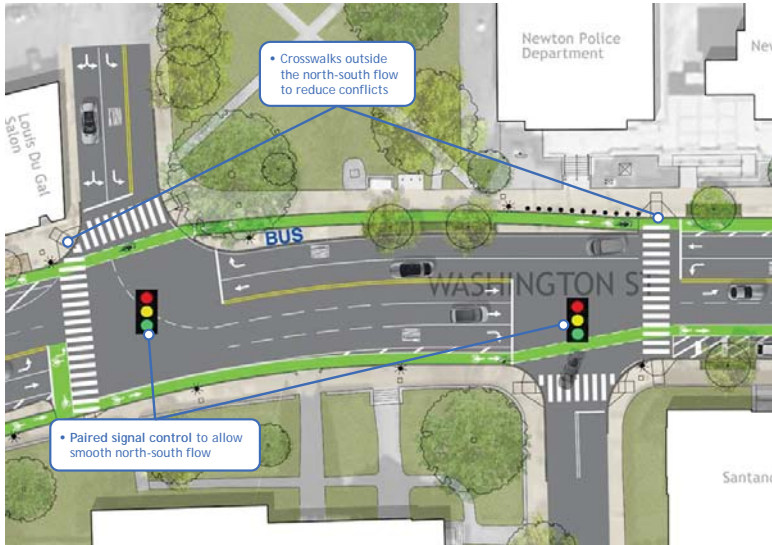 • Crosswalks outside
the north-south flow
to reduce conflicts
Newton Police
Department
New
Louis Du Gal
Salon
BUS
WASHINGTON ST
• Paired signal control to allow
smooth north-south flow
Santand